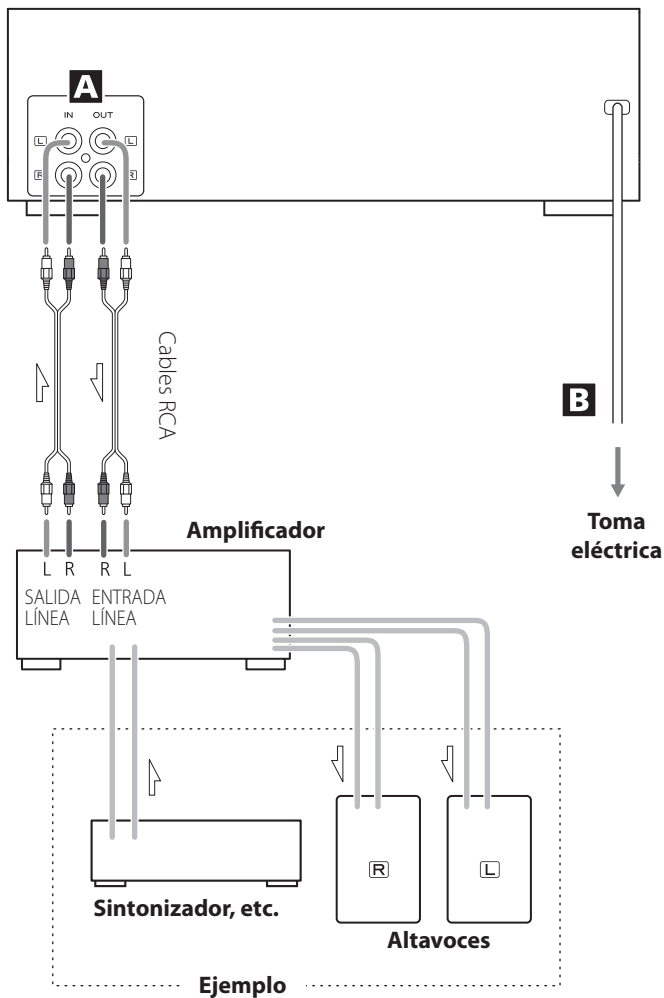 A
IN OUT
L L
R R
Cables RCA
B
Toma
eléctrica
Amplificador
L R R L
SALIDA ENTRADA
LÍNEA LÍNEA
R L
Sintonizador, etc.
Altavoces
Ejemplo